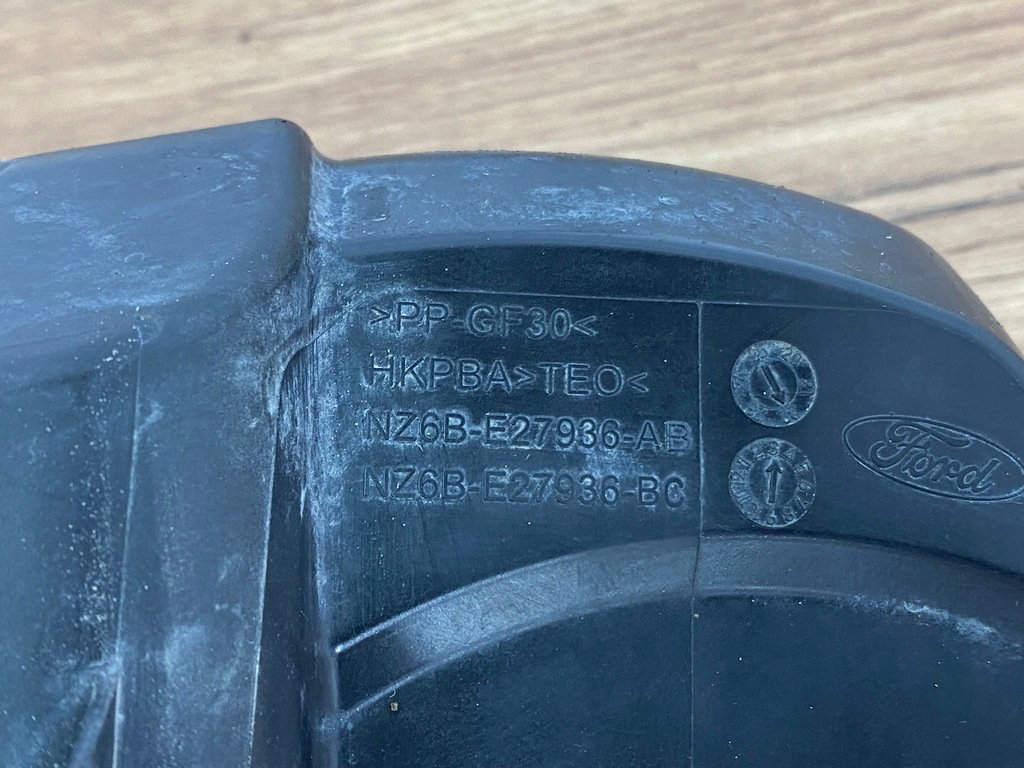 >PP-GF30<
HKPBA>TEO<
NZ6B-E27936-AB
NZ6B-E27936-BC
Ford